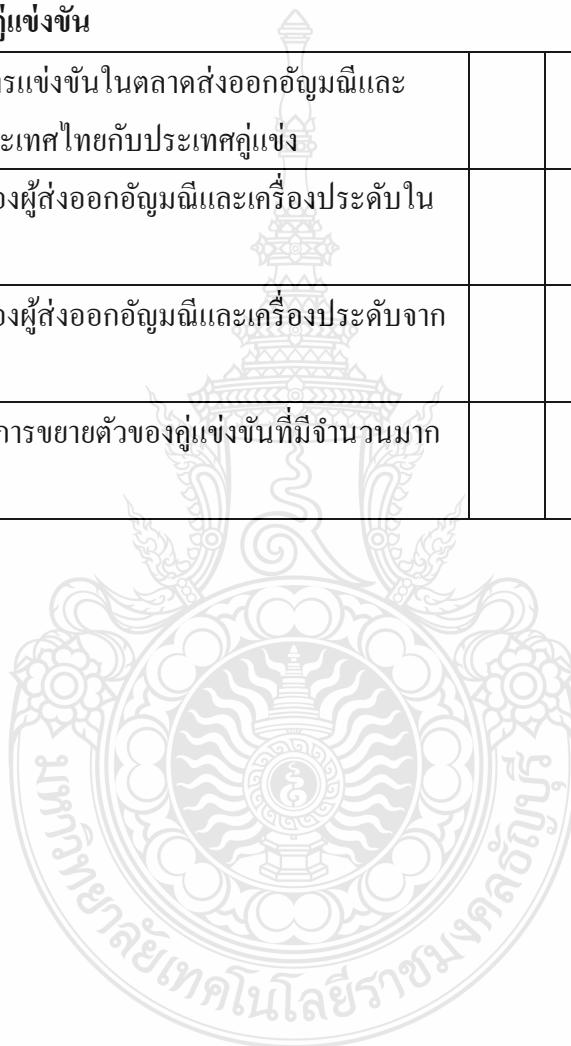 คู่แข่งขัน
การแข่งขันในตลาดส่งออกอัญมณีและ
ประเทศไทยกับประเทศคู่แข่ง
ของผู้ส่งออกอัญมณีและเครื่องประดับใน
ของผู้ส่งออกอัญมณีและเครื่องประดับจาก
การขยายตัวของคู่แข่งขันที่มีจำนวนมาก
มหาวิทยาลัยเทคโนโลยีราชมงคลธัญบุรี